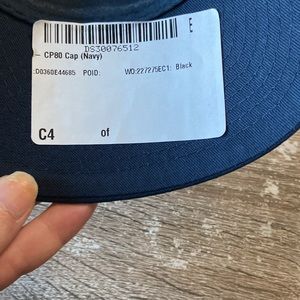 E
DS30076512
- CP80 Cap (Navy)
:D0360E44685 POID: WO:227275EC1: Black
C4 of